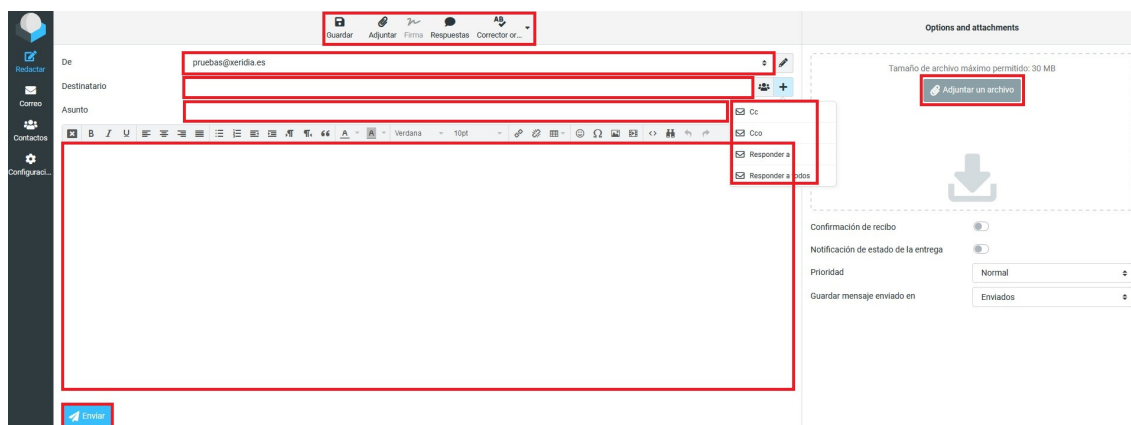 Guardar Adjuntar Firma Respuestas Corrector or...
Options and attachments
Redactar
Correo
Contactos
Configuraci...
De pruebas@xeridia.es
Destinatario
Asunto
B I U A A Verdana 10pt
Cc
Cco
Responder a
Responder a todos
Enviar
Tamaño de archivo máximo permitido: 30 MB
Adjuntar un archivo
Confirmación de recibo
Notificación de estado de la entrega
Prioridad Normal
Guardar mensaje enviado en Enviados